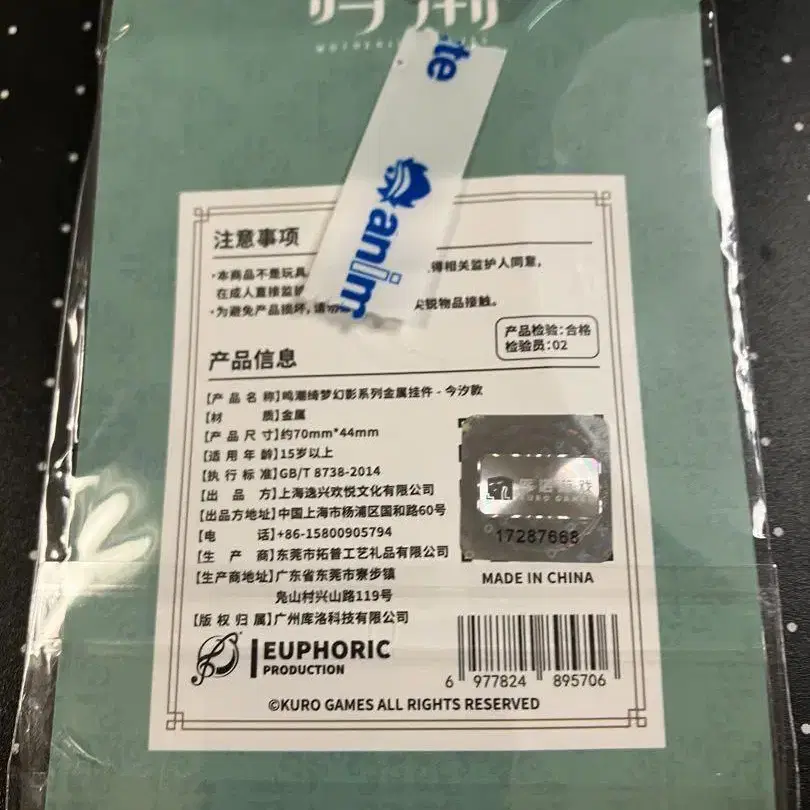 te
anim
注意事项
·本商品不是玩具 得相关监护人同意,
在成人直接监护
·为避免产品损坏,请勿 尖锐物品接触。
产品检验:合格
检验员:02
产品信息
【产品名称】鸣潮绮梦幻影系列金属挂件 - 今汐款
【材质】金属
【产品尺寸】约70mm*44mm
【适用年龄】15岁以上
【执行标准】GB/T 8738-2014
【出品方】上海逸兴欢悦文化有限公司
【出品方地址】中国上海市杨浦区国和路60号
【电话】+86-15800905794
【生产商】东莞市拓普工艺礼品有限公司
【生产商地址】广东省东莞市寮步镇
凫山村兴山路119号
【版权归属】广州库洛科技有限公司
库洛游戏
KURO GAMES
17287668
MADE IN CHINA
EUPHORIC
PRODUCTION
6 977824 895706
©KURO GAMES ALL RIGHTS RESERVED